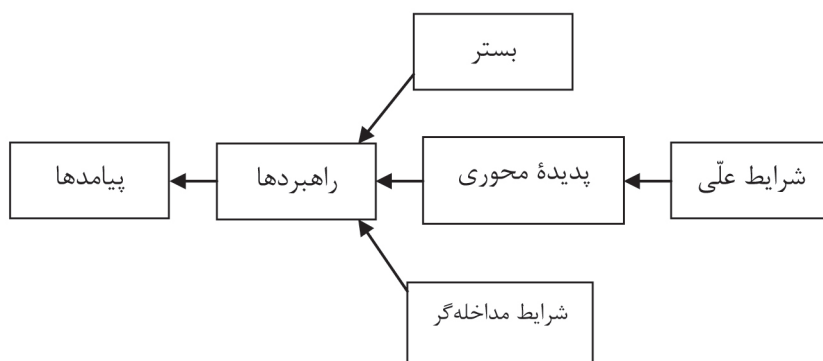 بستر
شرایط علّی
پدیدهٔ محوری
راهبردها
پیامدها
شرایط مداخله‌گر